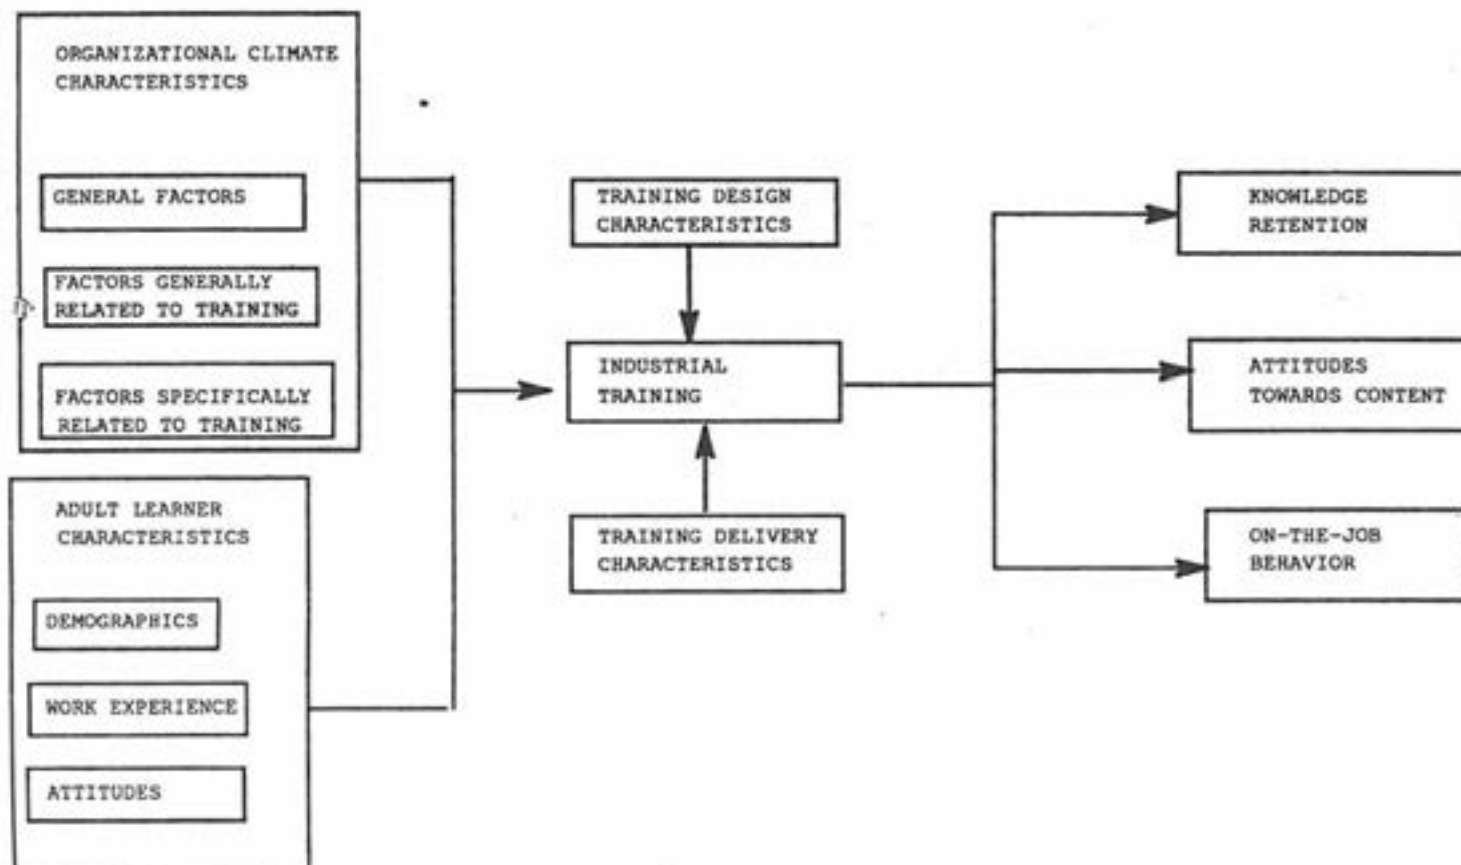 ORGANIZATIONAL CLIMATE
CHARACTERISTICS
GENERAL FACTORS
FACTORS GENERALLY
RELATED TO TRAINING
FACTORS SPECIFICALLY
RELATED TO TRAINING
ADULT LEARNER
CHARACTERISTICS
DEMOGRAPHICS
WORK EXPERIENCE
ATTITUDES
TRAINING DESIGN
CHARACTERISTICS
INDUSTRIAL
TRAINING
TRAINING DELIVERY
CHARACTERISTICS
KNOWLEDGE
RETENTION
ATTITUDES
TOWARDS CONTENT
ON-THE-JOB
BEHAVIOR